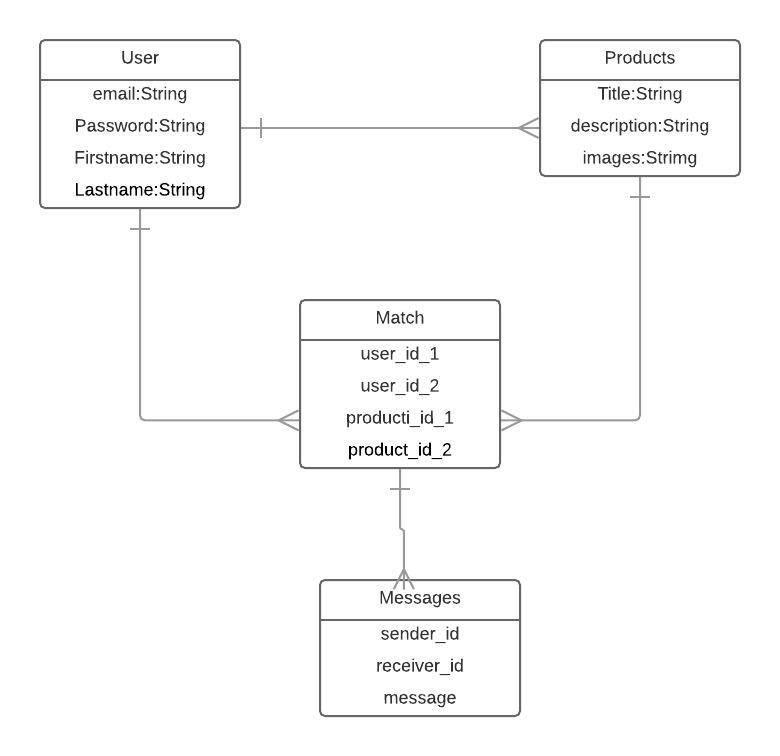 User
email:String
Password:String
Firstname:String
Lastname:String
Products
Title:String
description:String
images:Strimg
Match
user_id_1
user_id_2
producti_id_1
product_id_2
Messages
sender_id
receiver_id
message